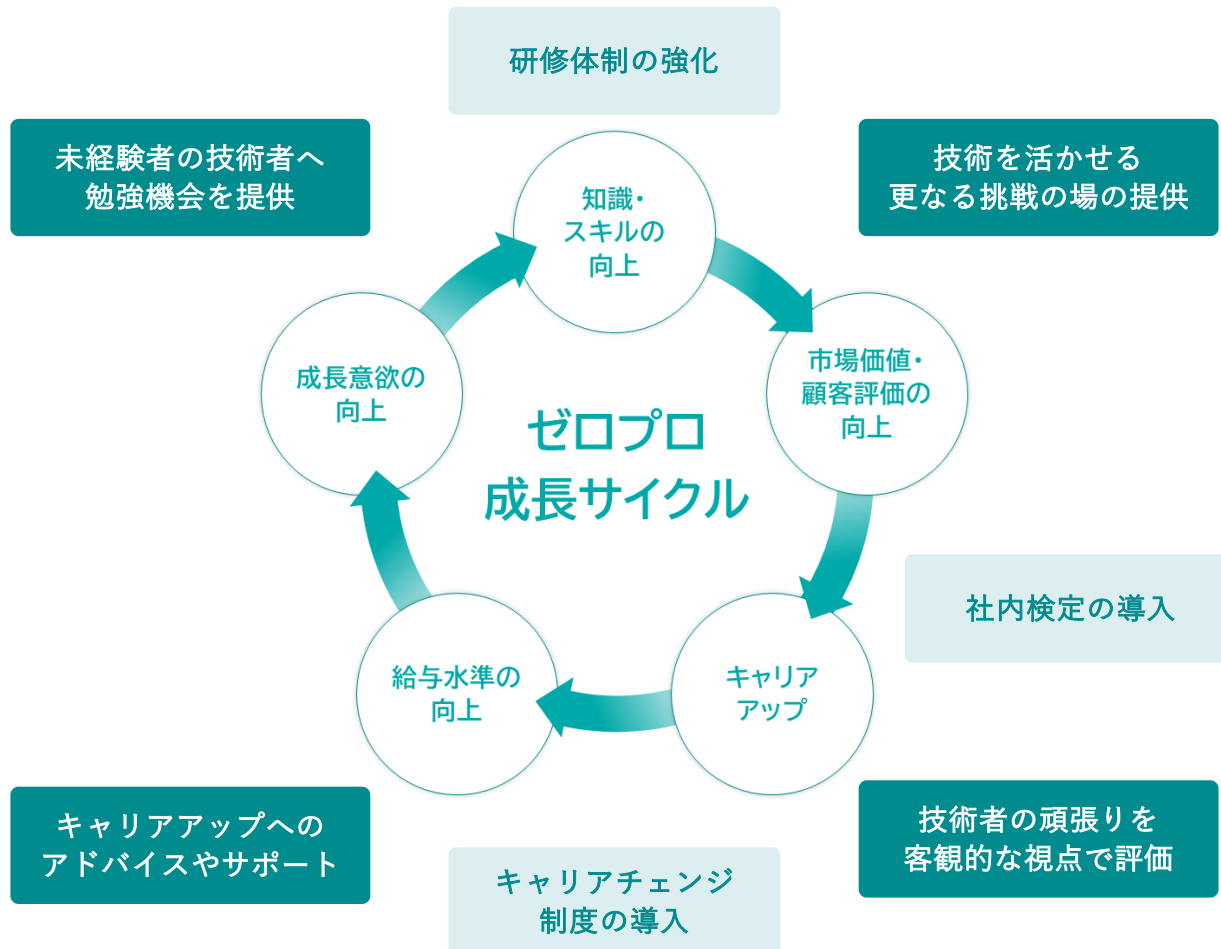 研修体制の強化
未経験者の技術者へ
勉強機会を提供
技術を活かせる
更なる挑戦の場の提供
知識・
スキルの
向上
市場価値・
顧客評価の
向上
成長意欲の
向上
ゼロプロ
成長サイクル
社内検定の導入
給与水準の
向上
キャリア
アップ
キャリアアップへの
アドバイスやサポート
技術者の頑張りを
客観的な視点で評価
キャリアチェンジ
制度の導入